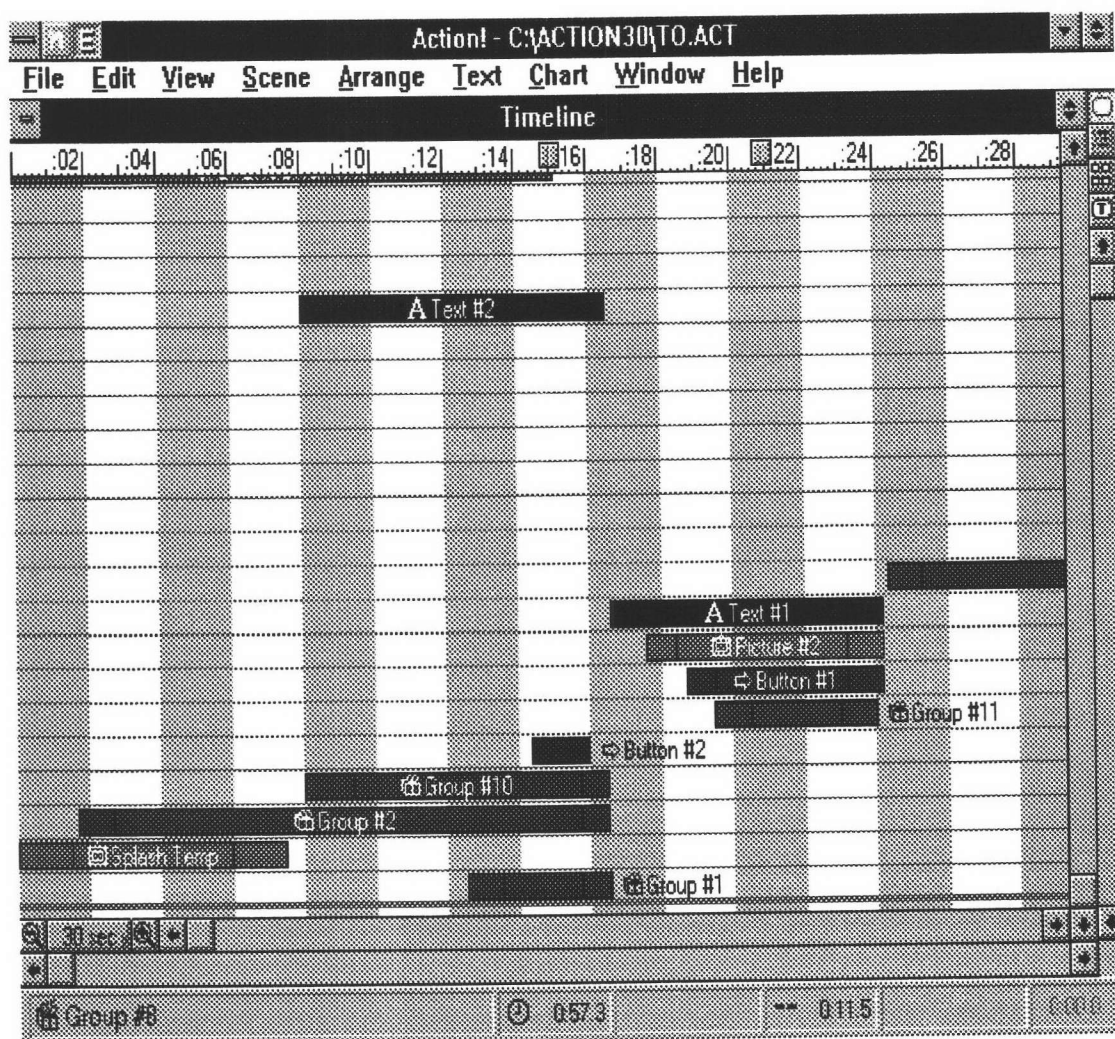 Action! - C:\ACTION30\TO.ACT
File Edit View Scene Arrange Text Chart Window Help
Timeline
:02 :04 :06 :08 :10 :12 :14 :16 :18 :20 :22 :24 :26 :28
A Text #2
A Text #1
Picture #2
Button #1
Group #11
Button #2
Group #10
Group #2
Splash Temp
Group #1
30 sec
Group #8 0:57.3 0:11.5 0:00.0